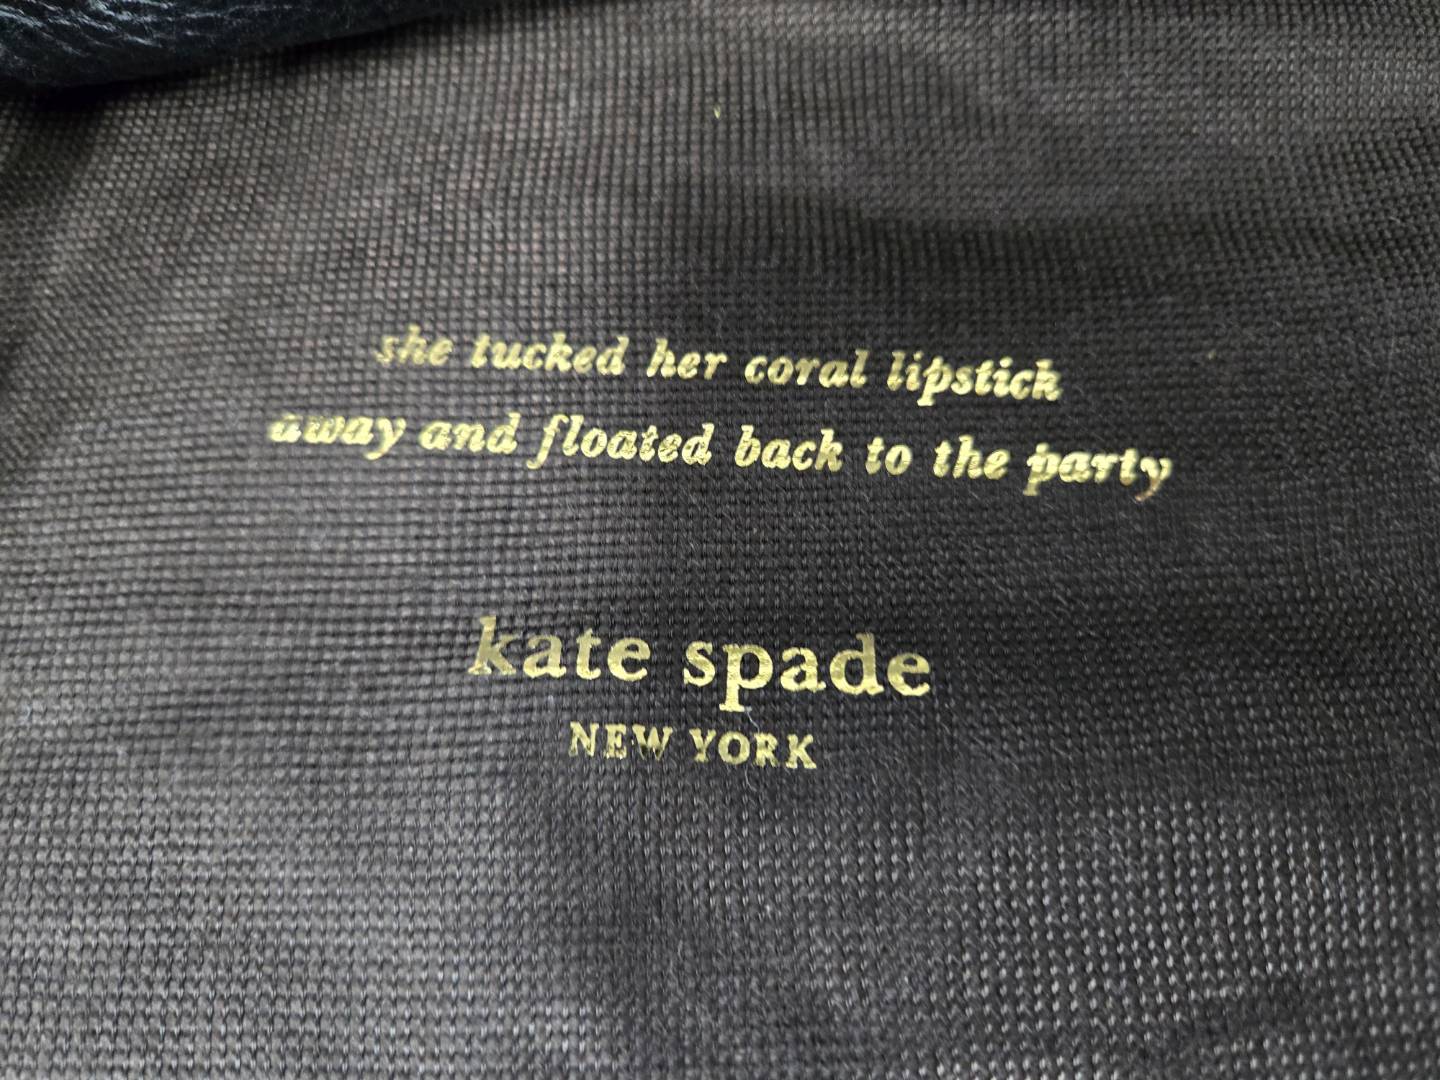 she tucked her coral lipstick
away and floated back to the party
kate spade
NEW YORK